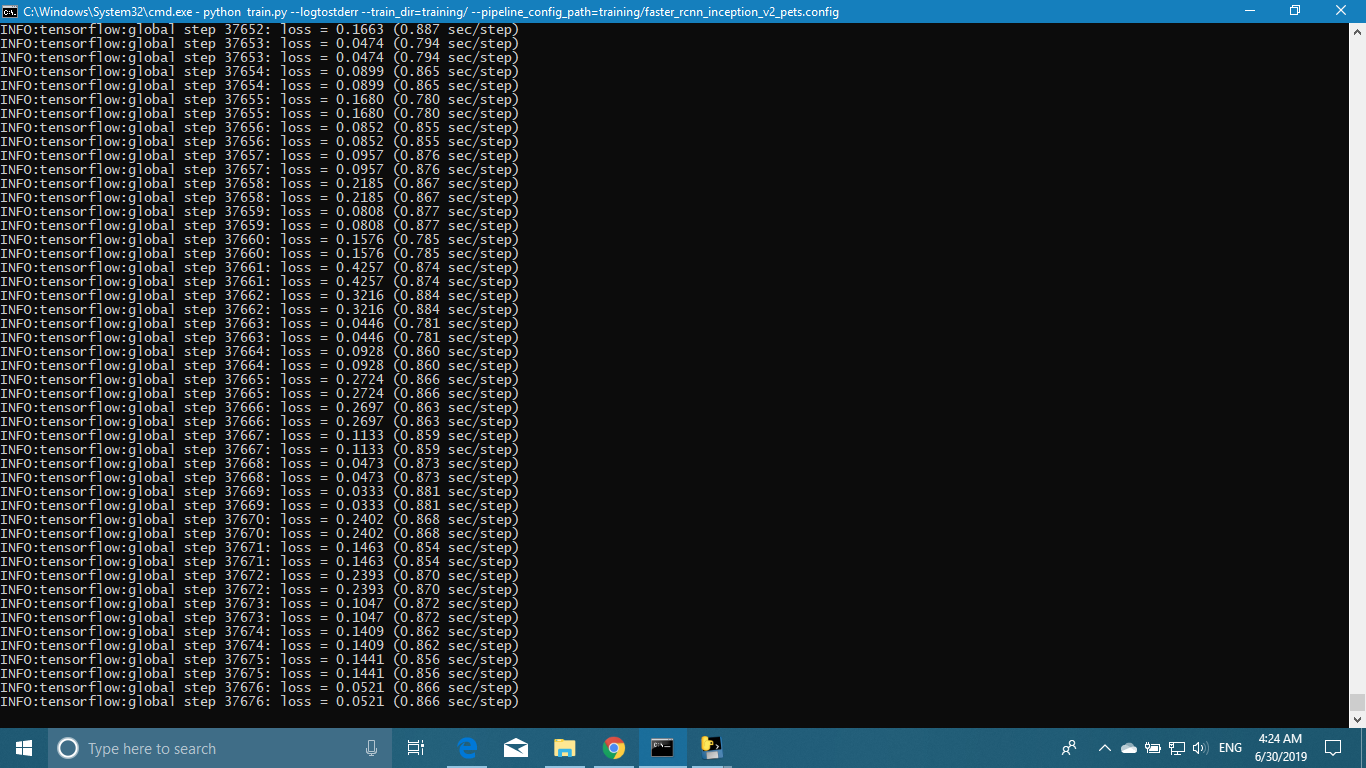 C:\Windows\System32\cmd.exe - python train.py --logtostderr --train_dir=training/ --pipeline_config_path=training/faster_rcnn_inception_v2_pets.config
INFO:tensorflow:global step 37652: loss = 0.1663 (0.887 sec/step)
INFO:tensorflow:global step 37653: loss = 0.0474 (0.794 sec/step)
INFO:tensorflow:global step 37653: loss = 0.0474 (0.794 sec/step)
INFO:tensorflow:global step 37654: loss = 0.0899 (0.865 sec/step)
INFO:tensorflow:global step 37654: loss = 0.0899 (0.865 sec/step)
INFO:tensorflow:global step 37655: loss = 0.1680 (0.780 sec/step)
INFO:tensorflow:global step 37655: loss = 0.1680 (0.780 sec/step)
INFO:tensorflow:global step 37656: loss = 0.0852 (0.855 sec/step)
INFO:tensorflow:global step 37656: loss = 0.0852 (0.855 sec/step)
INFO:tensorflow:global step 37657: loss = 0.0957 (0.876 sec/step)
INFO:tensorflow:global step 37657: loss = 0.0957 (0.876 sec/step)
INFO:tensorflow:global step 37658: loss = 0.2185 (0.867 sec/step)
INFO:tensorflow:global step 37658: loss = 0.2185 (0.867 sec/step)
INFO:tensorflow:global step 37659: loss = 0.0808 (0.877 sec/step)
INFO:tensorflow:global step 37659: loss = 0.0808 (0.877 sec/step)
INFO:tensorflow:global step 37660: loss = 0.1576 (0.785 sec/step)
INFO:tensorflow:global step 37660: loss = 0.1576 (0.785 sec/step)
INFO:tensorflow:global step 37661: loss = 0.4257 (0.874 sec/step)
INFO:tensorflow:global step 37661: loss = 0.4257 (0.874 sec/step)
INFO:tensorflow:global step 37662: loss = 0.3216 (0.884 sec/step)
INFO:tensorflow:global step 37662: loss = 0.3216 (0.884 sec/step)
INFO:tensorflow:global step 37663: loss = 0.0446 (0.781 sec/step)
INFO:tensorflow:global step 37663: loss = 0.0446 (0.781 sec/step)
INFO:tensorflow:global step 37664: loss = 0.0928 (0.860 sec/step)
INFO:tensorflow:global step 37664: loss = 0.0928 (0.860 sec/step)
INFO:tensorflow:global step 37665: loss = 0.2724 (0.866 sec/step)
INFO:tensorflow:global step 37665: loss = 0.2724 (0.866 sec/step)
INFO:tensorflow:global step 37666: loss = 0.2697 (0.863 sec/step)
INFO:tensorflow:global step 37666: loss = 0.2697 (0.863 sec/step)
INFO:tensorflow:global step 37667: loss = 0.1133 (0.859 sec/step)
INFO:tensorflow:global step 37667: loss = 0.1133 (0.859 sec/step)
INFO:tensorflow:global step 37668: loss = 0.0473 (0.873 sec/step)
INFO:tensorflow:global step 37668: loss = 0.0473 (0.873 sec/step)
INFO:tensorflow:global step 37669: loss = 0.0333 (0.881 sec/step)
INFO:tensorflow:global step 37669: loss = 0.0333 (0.881 sec/step)
INFO:tensorflow:global step 37670: loss = 0.2402 (0.868 sec/step)
INFO:tensorflow:global step 37670: loss = 0.2402 (0.868 sec/step)
INFO:tensorflow:global step 37671: loss = 0.1463 (0.854 sec/step)
INFO:tensorflow:global step 37671: loss = 0.1463 (0.854 sec/step)
INFO:tensorflow:global step 37672: loss = 0.2393 (0.870 sec/step)
INFO:tensorflow:global step 37672: loss = 0.2393 (0.870 sec/step)
INFO:tensorflow:global step 37673: loss = 0.1047 (0.872 sec/step)
INFO:tensorflow:global step 37673: loss = 0.1047 (0.872 sec/step)
INFO:tensorflow:global step 37674: loss = 0.1409 (0.862 sec/step)
INFO:tensorflow:global step 37674: loss = 0.1409 (0.862 sec/step)
INFO:tensorflow:global step 37675: loss = 0.1441 (0.856 sec/step)
INFO:tensorflow:global step 37675: loss = 0.1441 (0.856 sec/step)
INFO:tensorflow:global step 37676: loss = 0.0521 (0.866 sec/step)
INFO:tensorflow:global step 37676: loss = 0.0521 (0.866 sec/step)
Type here to search
ENG
4:24 AM
6/30/2019